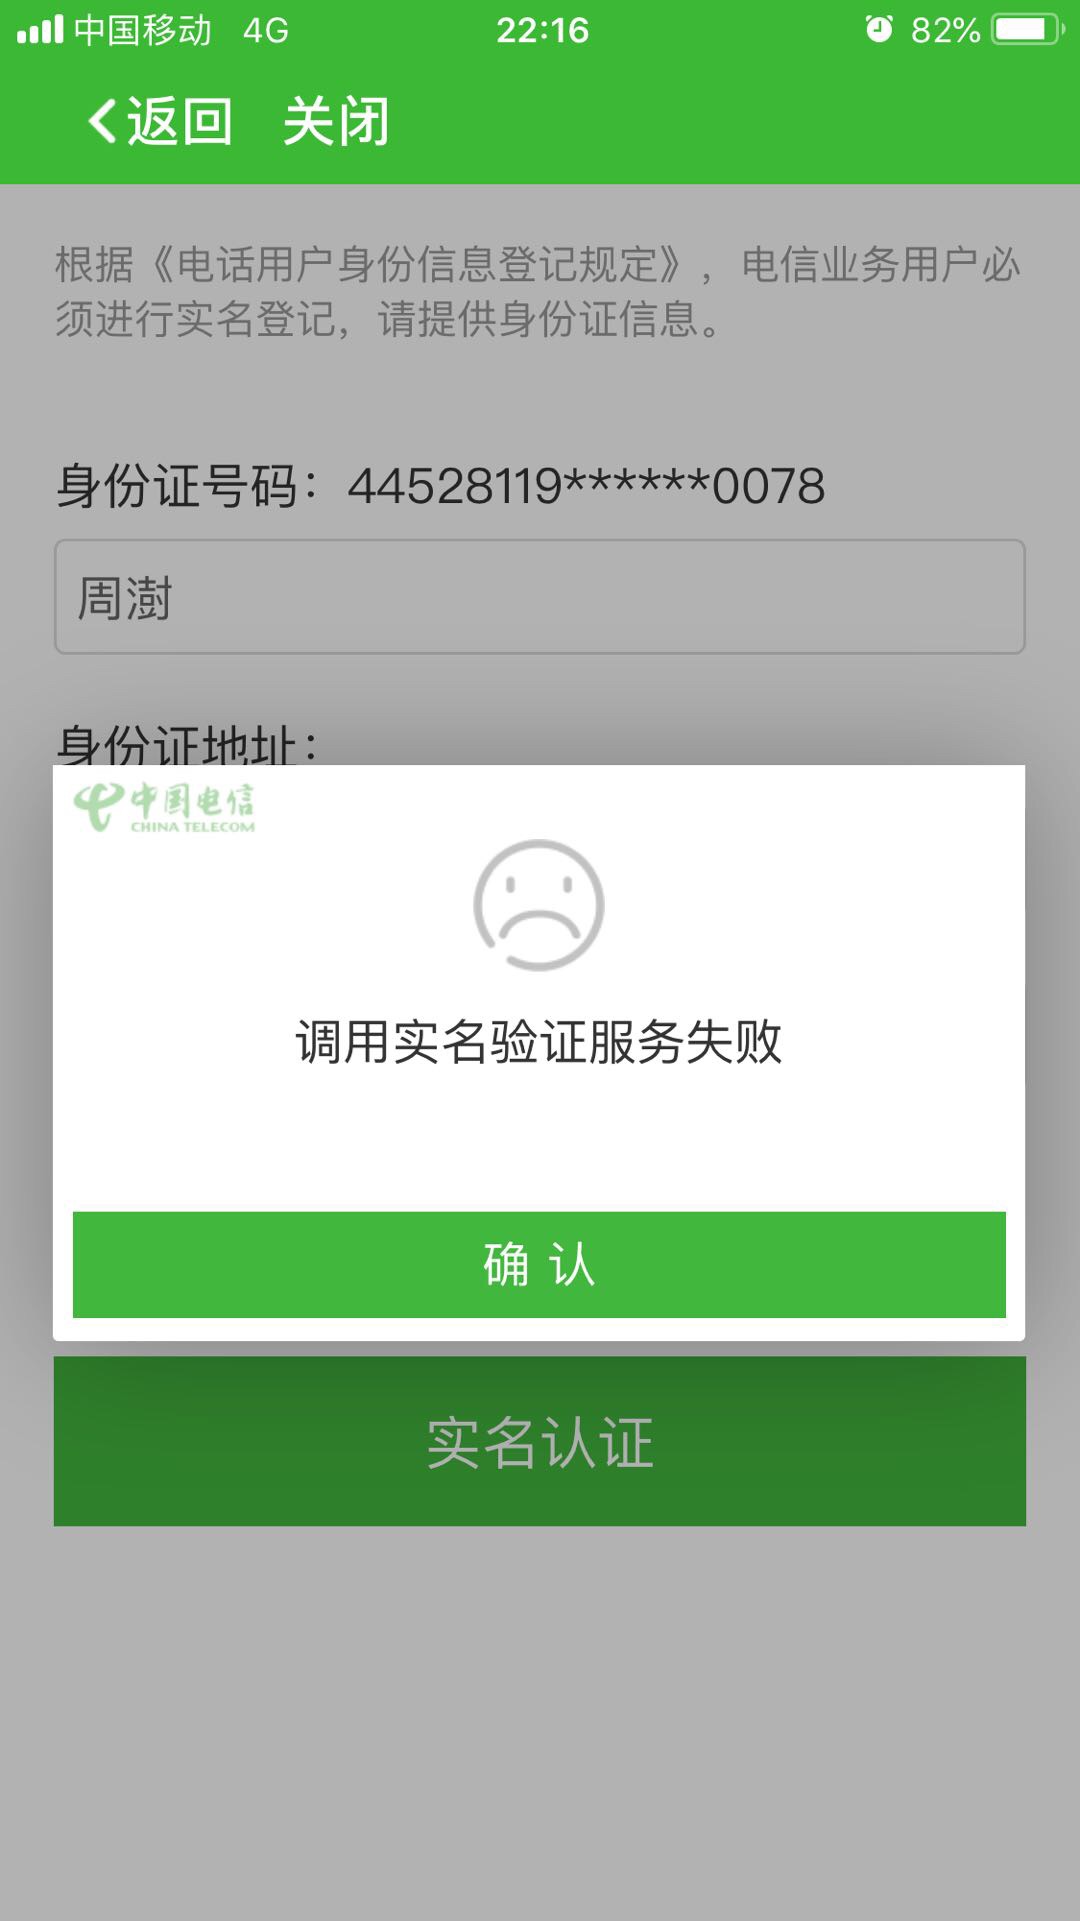 中国移动 4G 22:16 82%
返回 关闭
根据《电话用户身份信息登记规定》，电信业务用户必
须进行实名登记，请提供身份证信息。
身份证号码：44528119******0078
周澍
身份证地址：
中国电信
CHINA TELECOM
调用实名验证服务失败
确 认
实名认证